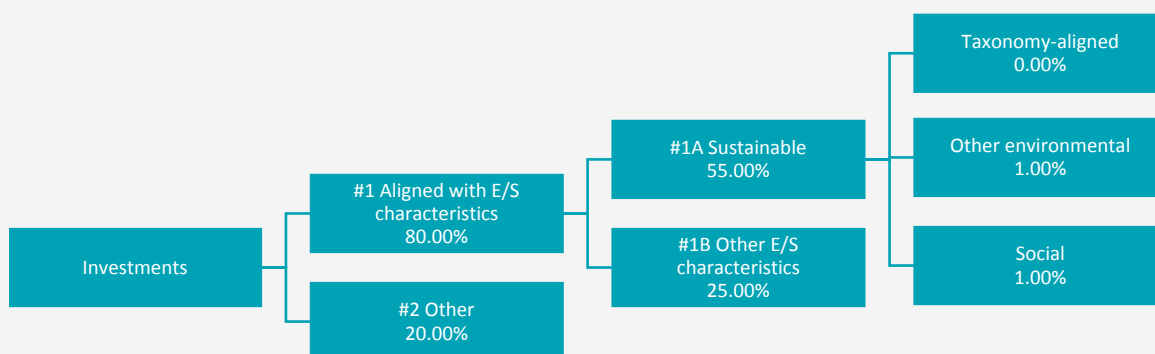 Investments
#1 Aligned with E/S
characteristics
80.00%
#2 Other
20.00%
#1A Sustainable
55.00%
#1B Other E/S
characteristics
25.00%
Taxonomy-aligned
0.00%
Other environmental
1.00%
Social
1.00%